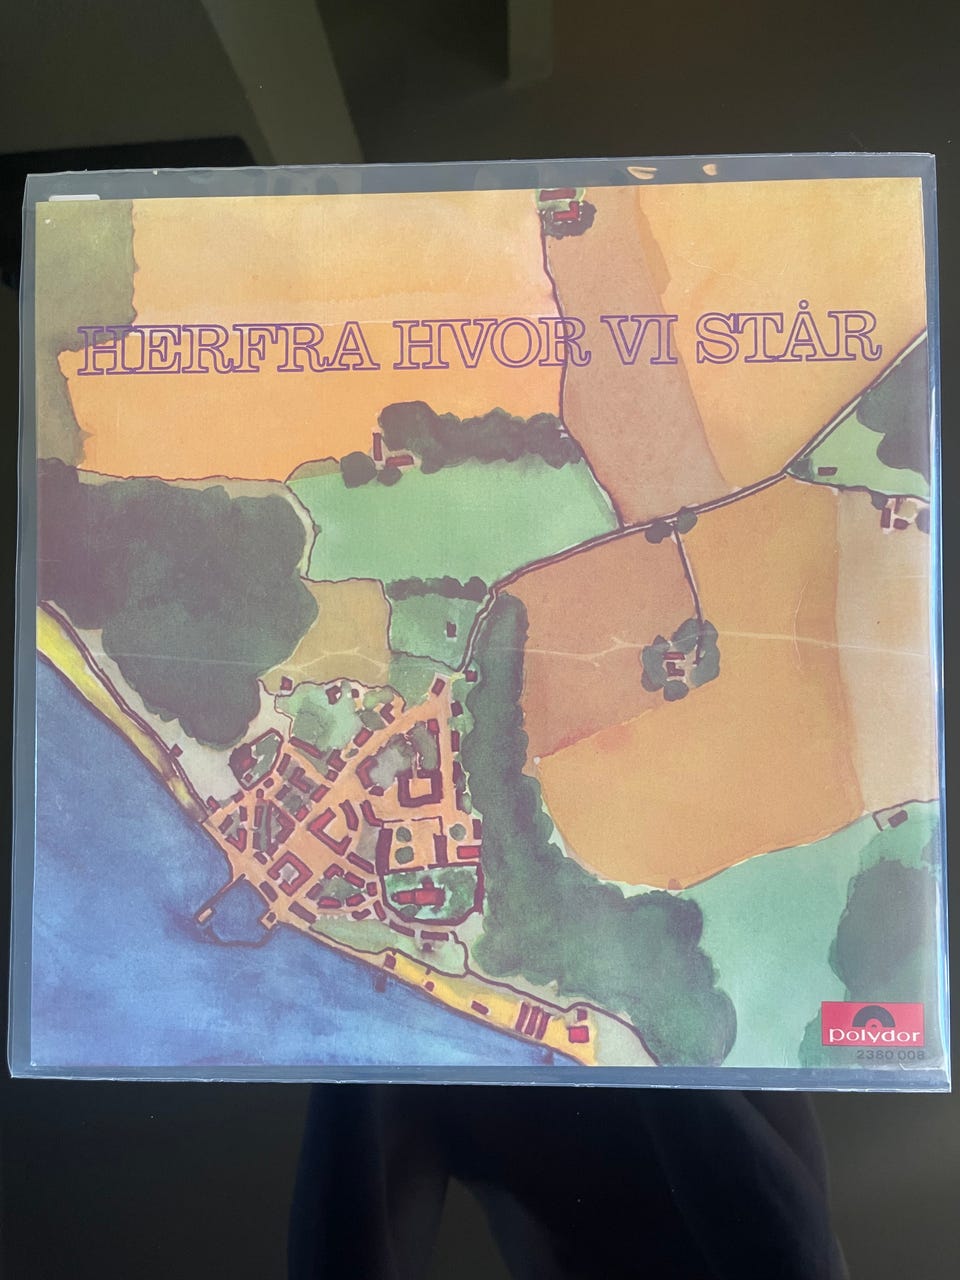 HERFRA HVOR VI STÅR
polydor
2380 008